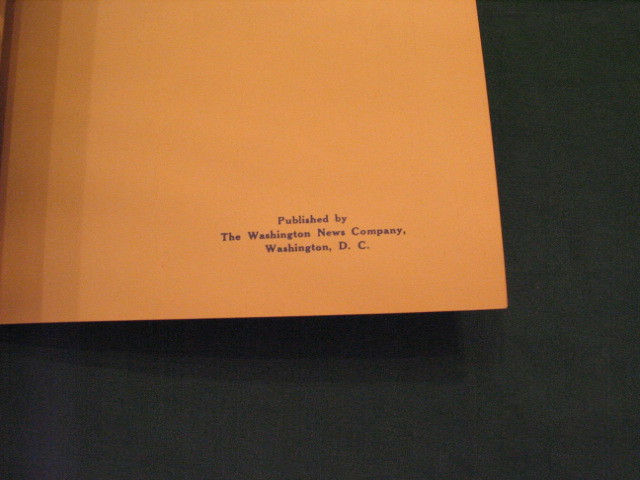 Published by
The Washington News Company,
Washington, D. C.